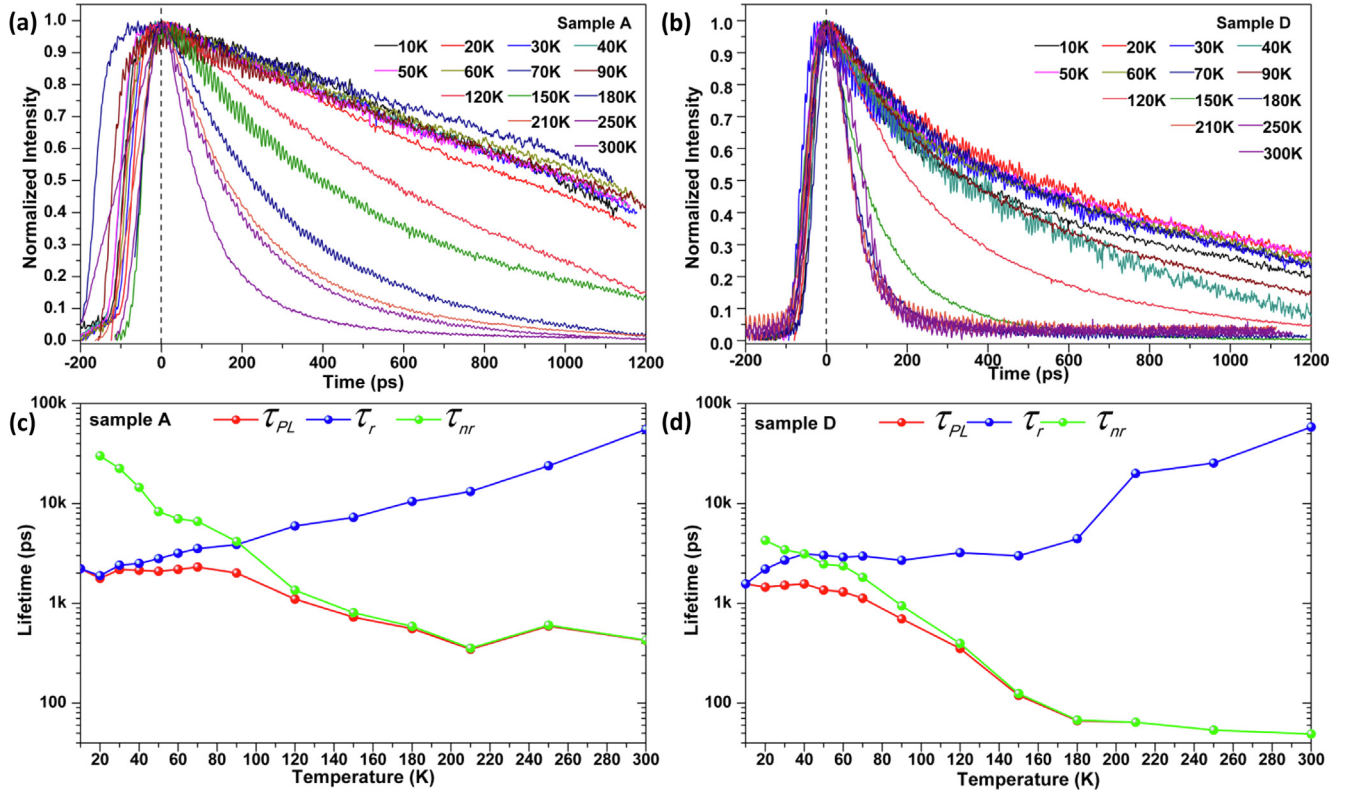 (a)
Sample A
10K 20K 30K 40K
50K 60K 70K 90K
120K 150K 180K
210K 250K
300K
Normalized Intensity
1.0
0.9
0.8
0.7
0.6
0.5
0.4
0.3
0.2
0.1
0.0
-200 0 200 400 600 800 1000 1200
Time (ps)
(b)
Sample D
10K 20K 30K 40K
50K 60K 70K 90K
120K 150K 180K
210K 250K
300K
Normalized Intensity
1.0
0.9
0.8
0.7
0.6
0.5
0.4
0.3
0.2
0.1
0.0
-200 0 200 400 600 800 1000 1200
Time (ps)
(c)
sample A τPL τr τnr
Lifetime (ps)
100k
10k
1k
100
20 40 60 80 100 120 140 160 180 200 220 240 260 280 300
Temperature (K)
(d)
sample D τPL τr τnr
Lifetime (ps)
100k
10k
1k
100
20 40 60 80 100 120 140 160 180 200 220 240 260 280 300
Temperature (K)